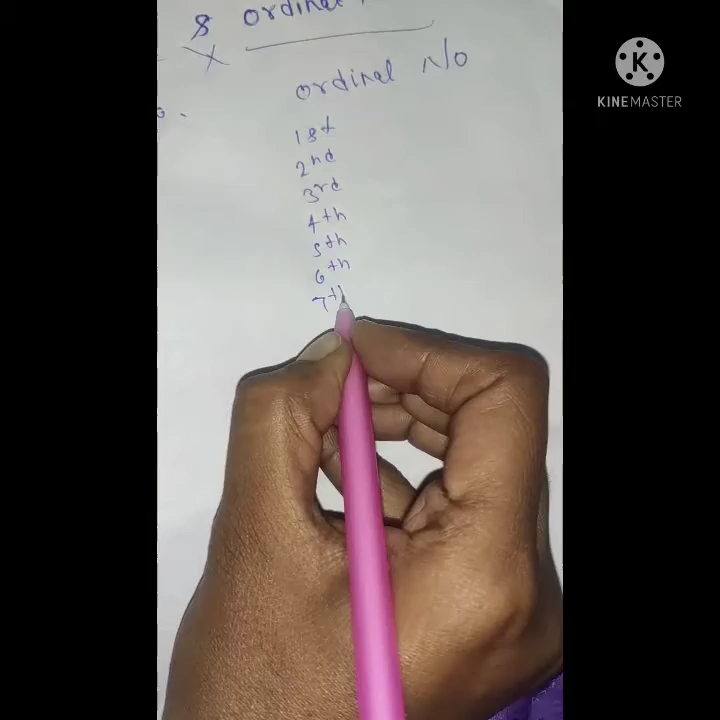 8 ordinal
ordinal N/o
1st
2nd
3rd
4th
5th
6th
7th
KINEMASTER